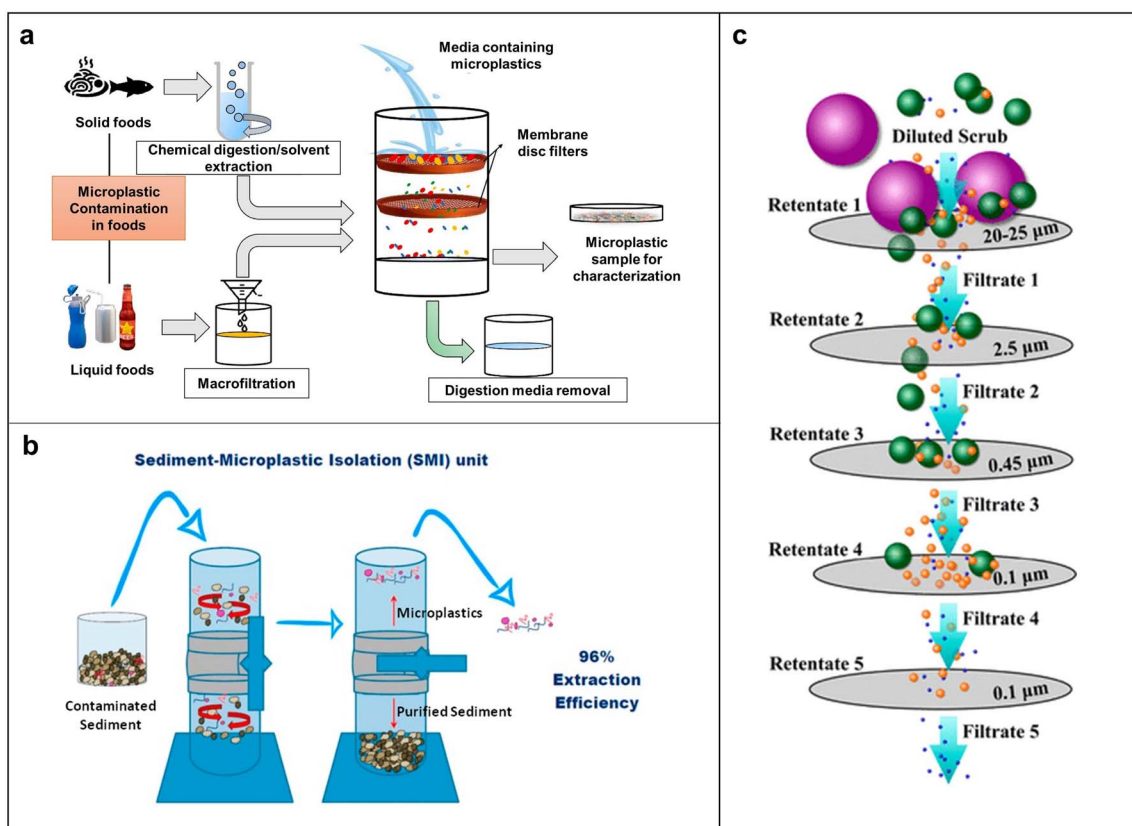 a
Solid foods
Microplastic
Contamination
in foods
Liquid foods
Chemical digestion/solvent
extraction
Macrofiltration
Media containing
microplastics
Membrane
disc filters
Microplastic
sample for
characterization
Digestion media removal
b
Sediment-Microplastic Isolation (SMI) unit
Contaminated
Sediment
Microplastics
Purified Sediment
96%
Extraction
Efficiency
c
Diluted Scrub
Retentate 1
20-25 µm
Filtrate 1
Retentate 2
2.5 µm
Filtrate 2
Retentate 3
0.45 µm
Filtrate 3
Retentate 4
0.1 µm
Filtrate 4
Retentate 5
0.1 µm
Filtrate 5